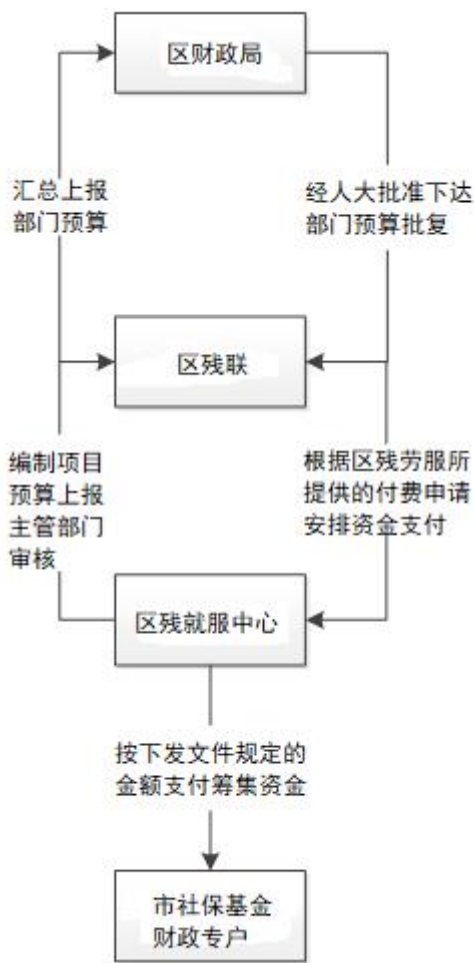 区财政局
汇总上报
部门预算
经人大批准下达
部门预算批复
区残联
编制项目
预算上报
主管部门
审核
根据区残劳服所
提供的付费申请
安排资金支付
区残就服中心
按下发文件规定的
金额支付筹集资金
市社保基金
财政专户